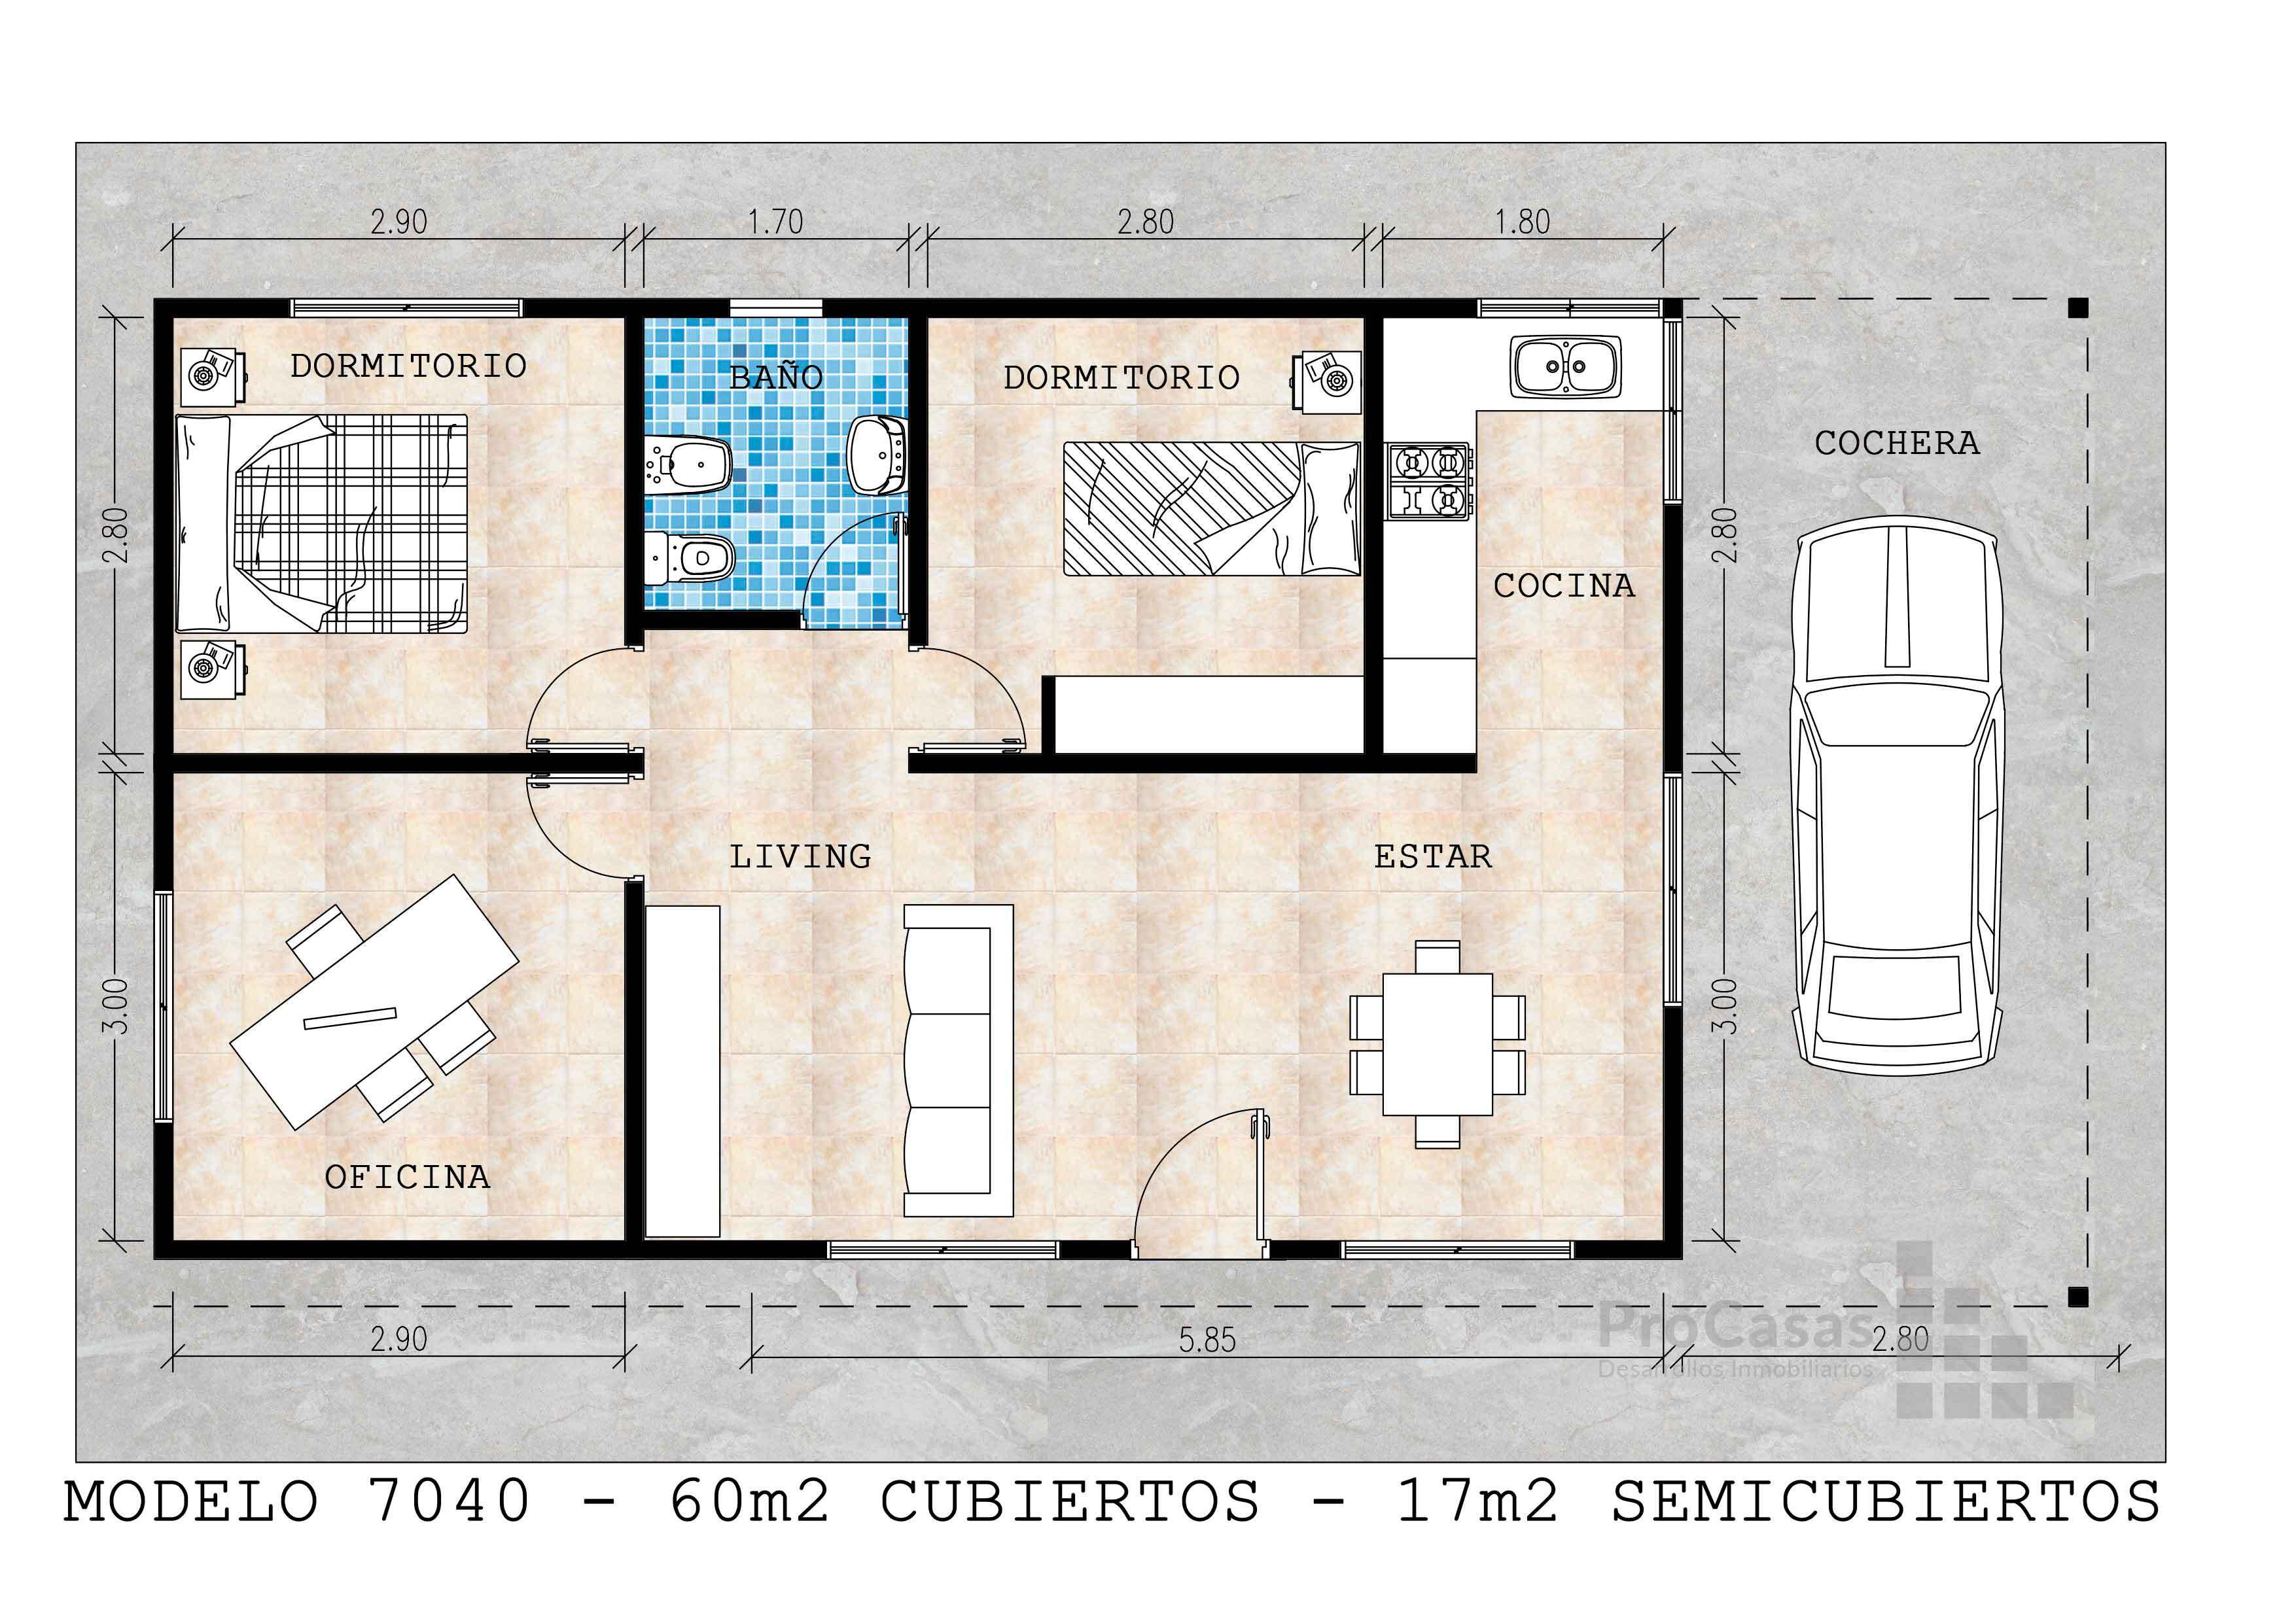 2.90 1.70 2.80 1.80
DORMITORIO
BAÑO
DORMITORIO
COCHERA
2.80
2.80
COCINA
LIVING
ESTAR
3.00
3.00
OFICINA
2.90
5.85
2.80
ProCasas
Desarrollos Inmobiliarios
MODELO 7040 - 60m2 CUBIERTOS - 17m2 SEMICUBIERTOS